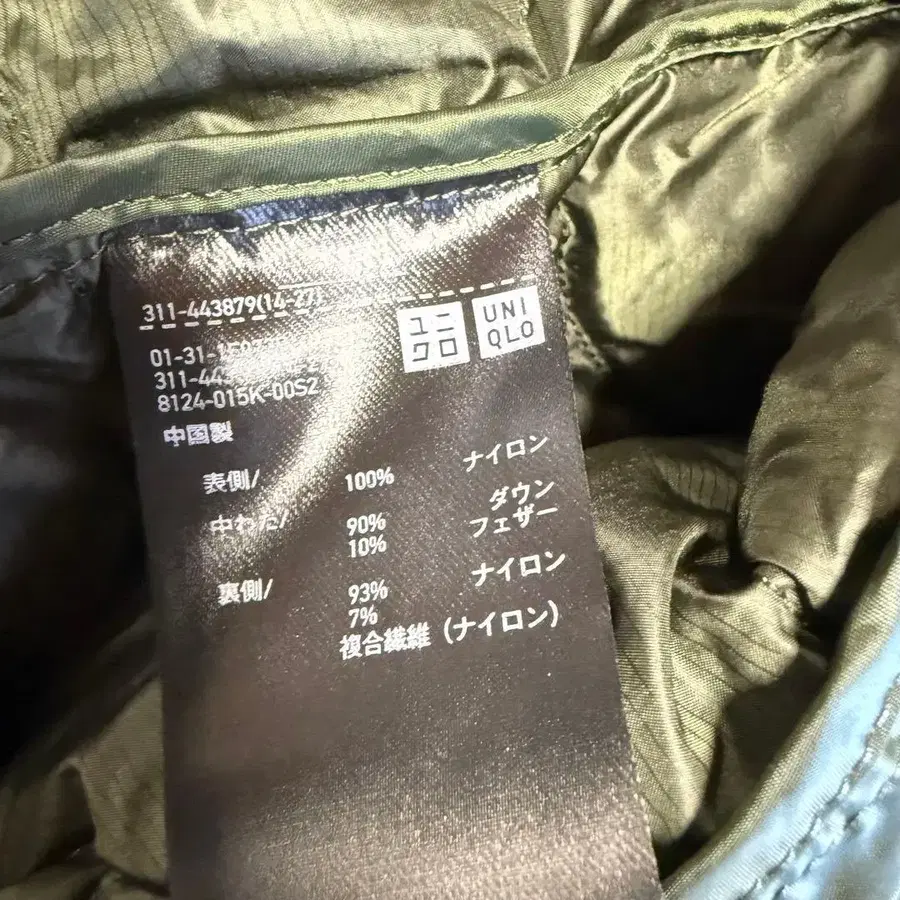 311-443879(14-27)
ユニ
クロ
UNI
QLO
01-31-
311-44
8124-015K-00S2
中国製
表側/ 100% ナイロン
中わた/ 90% ダウン
10% フェザー
裏側/ 93% ナイロン
7%
複合繊維 (ナイロン)